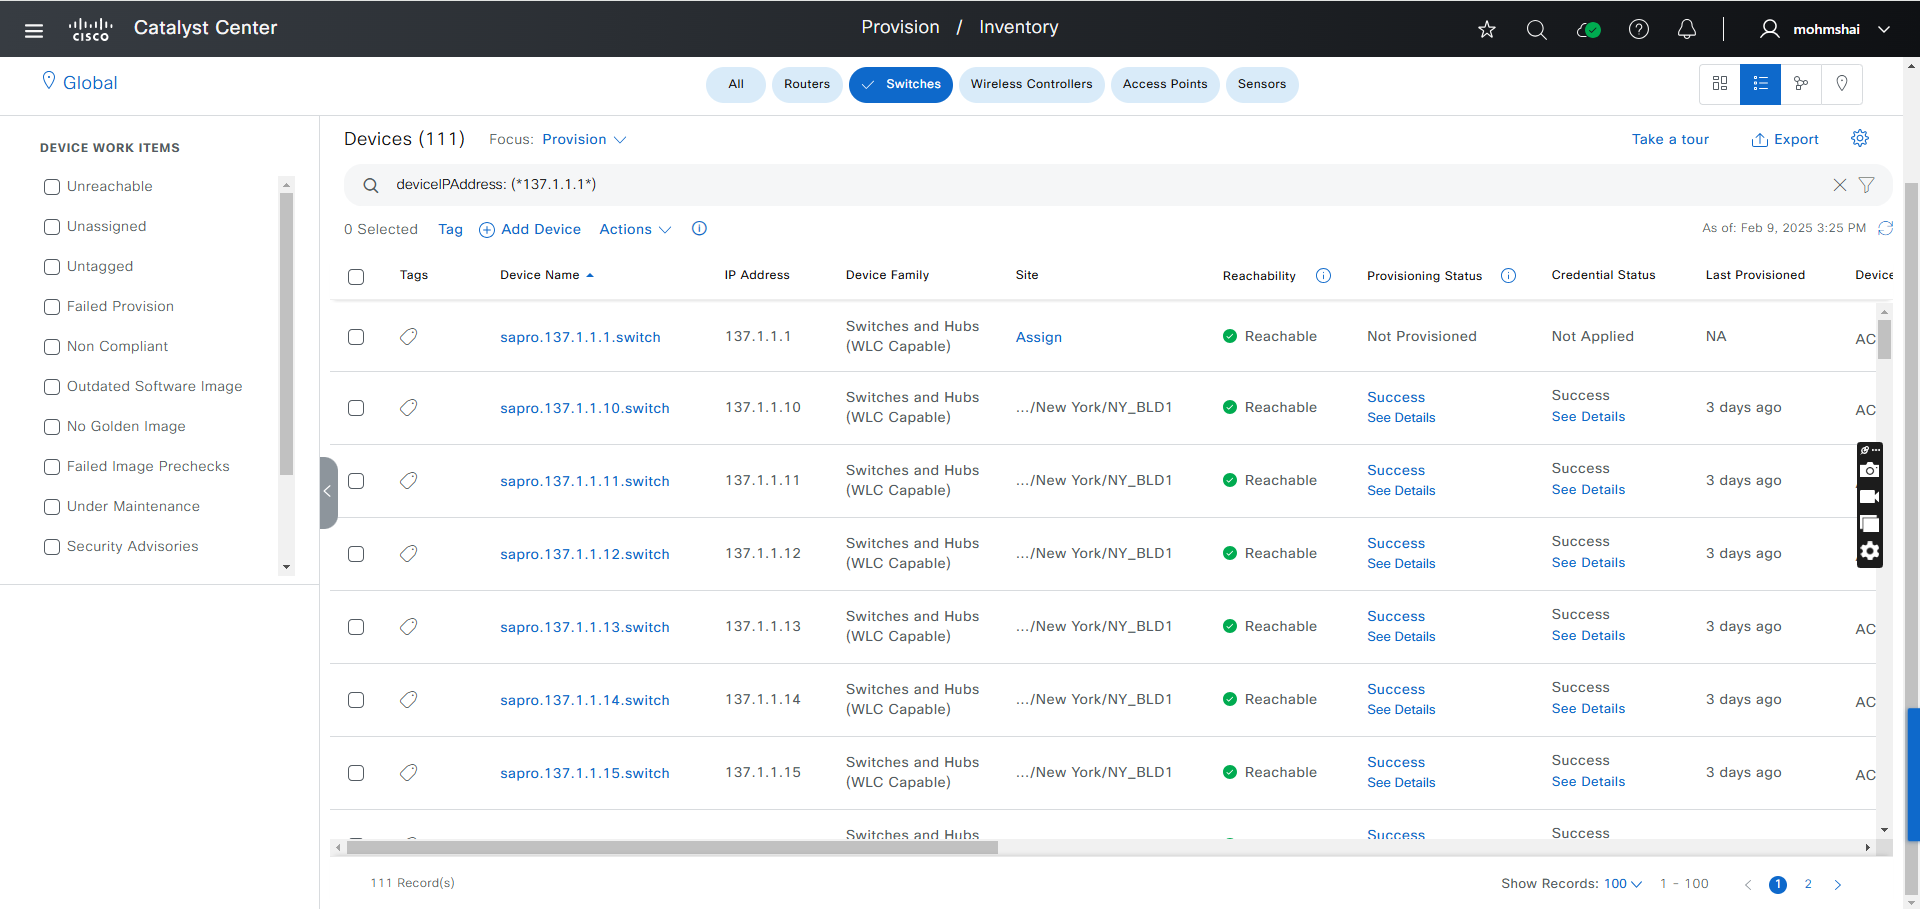 cisco Catalyst Center Provision / Inventory mohmshai
Global All Routers Switches Wireless Controllers Access Points Sensors
DEVICE WORK ITEMS
Unreachable
Unassigned
Untagged
Failed Provision
Non Compliant
Outdated Software Image
No Golden Image
Failed Image Prechecks
Under Maintenance
Security Advisories
Devices (111) Focus: Provision Take a tour Export
deviceIPAddress: (*137.1.1.1*)
0 Selected Tag Add Device Actions As of: Feb 9, 2025 3:25 PM
Tags Device Name IP Address Device Family Site Reachability Provisioning Status Credential Status Last Provisioned Device
sapro.137.1.1.1.switch 137.1.1.1 Switches and Hubs (WLC Capable) Assign Reachable Not Provisioned Not Applied NA AC
sapro.137.1.1.10.switch 137.1.1.10 Switches and Hubs (WLC Capable) .../New York/NY_BLD1 Reachable Success See Details Success See Details 3 days ago AC
sapro.137.1.1.11.switch 137.1.1.11 Switches and Hubs (WLC Capable) .../New York/NY_BLD1 Reachable Success See Details Success See Details 3 days ago
sapro.137.1.1.12.switch 137.1.1.12 Switches and Hubs (WLC Capable) .../New York/NY_BLD1 Reachable Success See Details Success See Details 3 days ago
sapro.137.1.1.13.switch 137.1.1.13 Switches and Hubs (WLC Capable) .../New York/NY_BLD1 Reachable Success See Details Success See Details 3 days ago AC
sapro.137.1.1.14.switch 137.1.1.14 Switches and Hubs (WLC Capable) .../New York/NY_BLD1 Reachable Success See Details Success See Details 3 days ago AC
sapro.137.1.1.15.switch 137.1.1.15 Switches and Hubs (WLC Capable) .../New York/NY_BLD1 Reachable Success See Details Success See Details 3 days ago AC
Switches and Hubs Success Success
111 Record(s) Show Records: 100 1 - 100 1 2